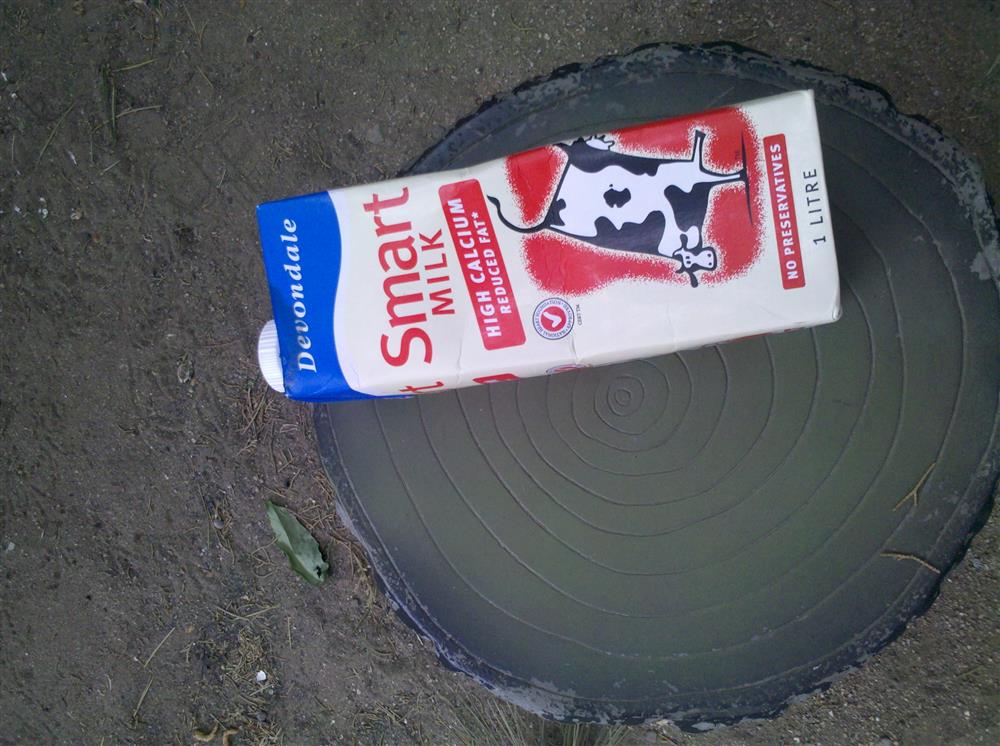 Devondale
Smart
MILK
HIGH CALCIUM
REDUCED FAT*
NO PRESERVATIVES
1 LITRE